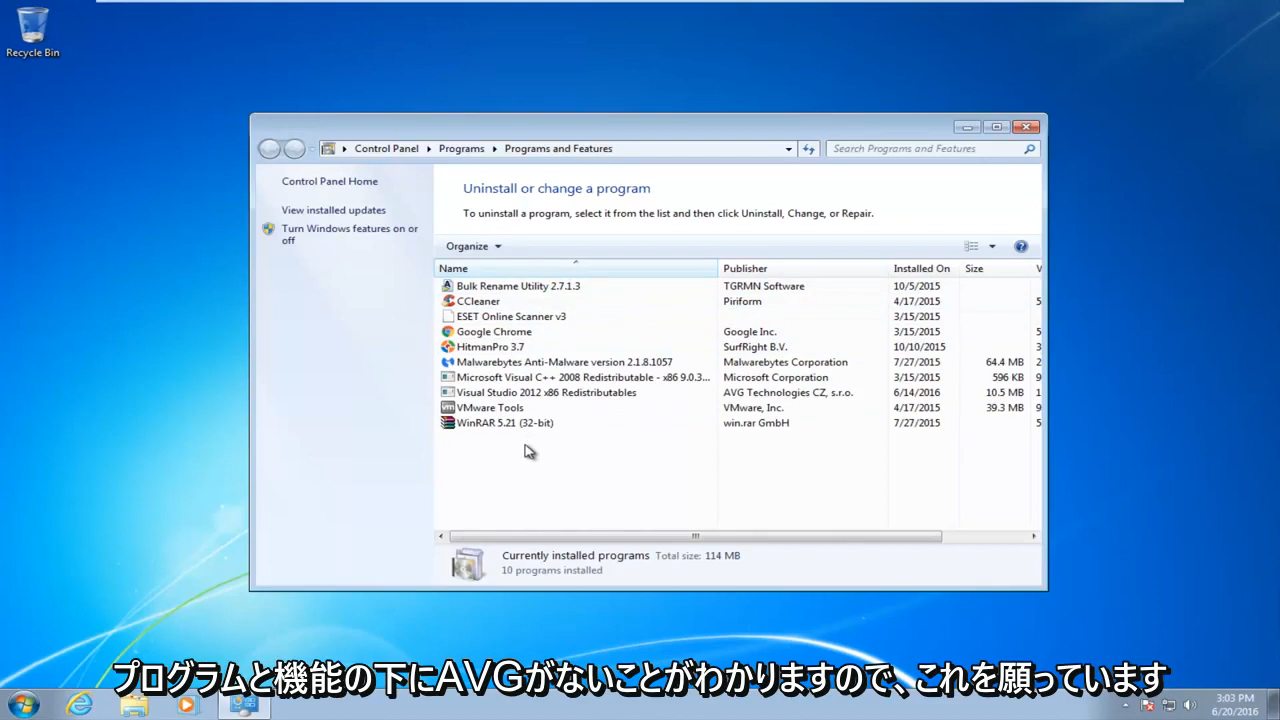 Recycle Bin
Control Panel Programs Programs and Features
Search Programs and Features
Control Panel Home
View installed updates
Turn Windows features on or
off
Uninstall or change a program
To uninstall a program, select it from the list and then click Uninstall, Change, or Repair.
Organize
Name Publisher Installed On Size V
Bulk Rename Utility 2.7.1.3 TGRMN Software 10/5/2015
CCleaner Piriform 4/17/2015 5
ESET Online Scanner v3 3/15/2015
Google Chrome Google Inc. 3/15/2015 5
HitmanPro 3.7 SurfRight B.V. 10/10/2015 3
Malwarebytes Anti-Malware version 2.1.8.1057 Malwarebytes Corporation 7/27/2015 64.4 MB 2
Microsoft Visual C++ 2008 Redistributable - x86 9.0.3... Microsoft Corporation 3/15/2015 596 KB 9
Visual Studio 2012 x86 Redistributables AVG Technologies CZ, s.r.o. 6/14/2016 10.5 MB 1
VMware Tools VMware, Inc. 4/17/2015 39.3 MB 9
WinRAR 5.21 (32-bit) win.rar GmbH 7/27/2015 5
Currently installed programs Total size: 114 MB
10 programs installed
プログラムと機能の下にAVGがないことがわかりますので、これを願っています
3:03 PM
6/20/2016